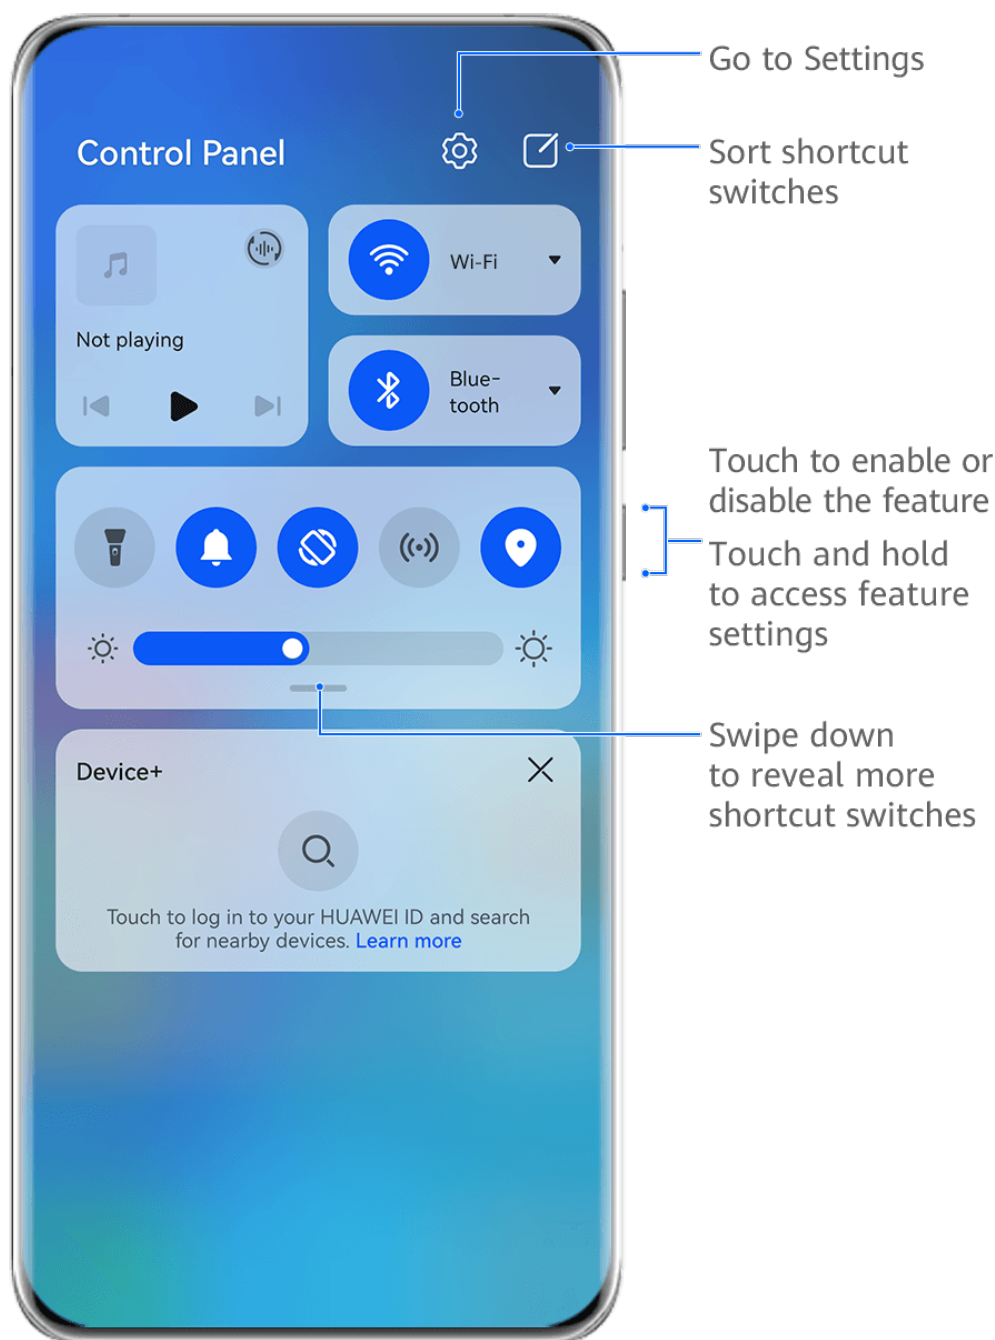 Go to Settings
Control Panel
Sort shortcut
switches
Wi-Fi
Not playing
Blue-
tooth
Touch to enable or
disable the feature
Touch and hold
to access feature
settings
Swipe down
to reveal more
shortcut switches
Device+
Touch to log in to your HUAWEI ID and search
for nearby devices. Learn more